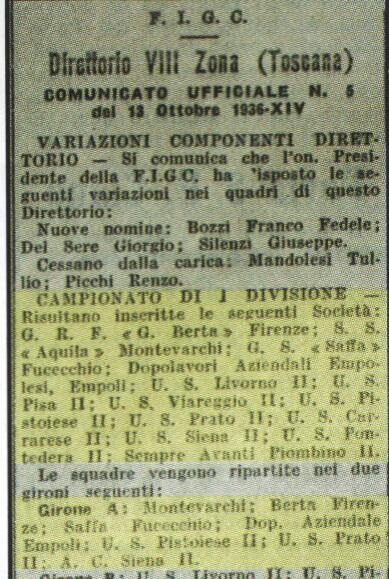 F. I. G. C.
Direttorio VIII Zona (Toscana)
COMUNICATO UFFICIALE N. 5
del 13 Ottobre 1936-XIV
VARIAZIONI COMPONENTI DIRET-
TORIO — Si comunica che l'on. Presi-
dente della F.I.G C. ha 'isposto le se-
guenti variazioni nei quadri di questo
Direttorio:
Nuove nomine: Bozzi Franco Fedele;
Del Sere Giorgio; Silenzi Giuseppe.
Cessano dalla carica: Mandolesi Tul-
lio; Picchi Renzo.
CAMPIONATO DI I DIVISIONE —
Risultano inscritte le seguenti Società:
G. R. F. «G. Berta» Firenze; S. S.
«Aquila» Montevarchi; G. S. «Saffa»
Fucecchio; Dopolavori Aziendali Empo-
lesi, Empoli; U. S. Livorno II; U. S.
Pisa II; U. S. Viareggio II; U. S. Pi-
stoiese II; U. S. Prato II; U. S. Car-
rarese II; U. S. Siena II; U. S. Pon-
tedera II; Sempre Avanti Piombino II.
Le squadre vengono ripartite nei due
gironi seguenti:
Girone A: Montevarchi; Berta Firen-
ze; Saffa Fucecchio; Dop. Aziendale
Empoli; U. S. Pistoiese II; U. S. Prato
II; A. C. Siena II.
Girone B: U. S. Livorno II; U. S. Pi-